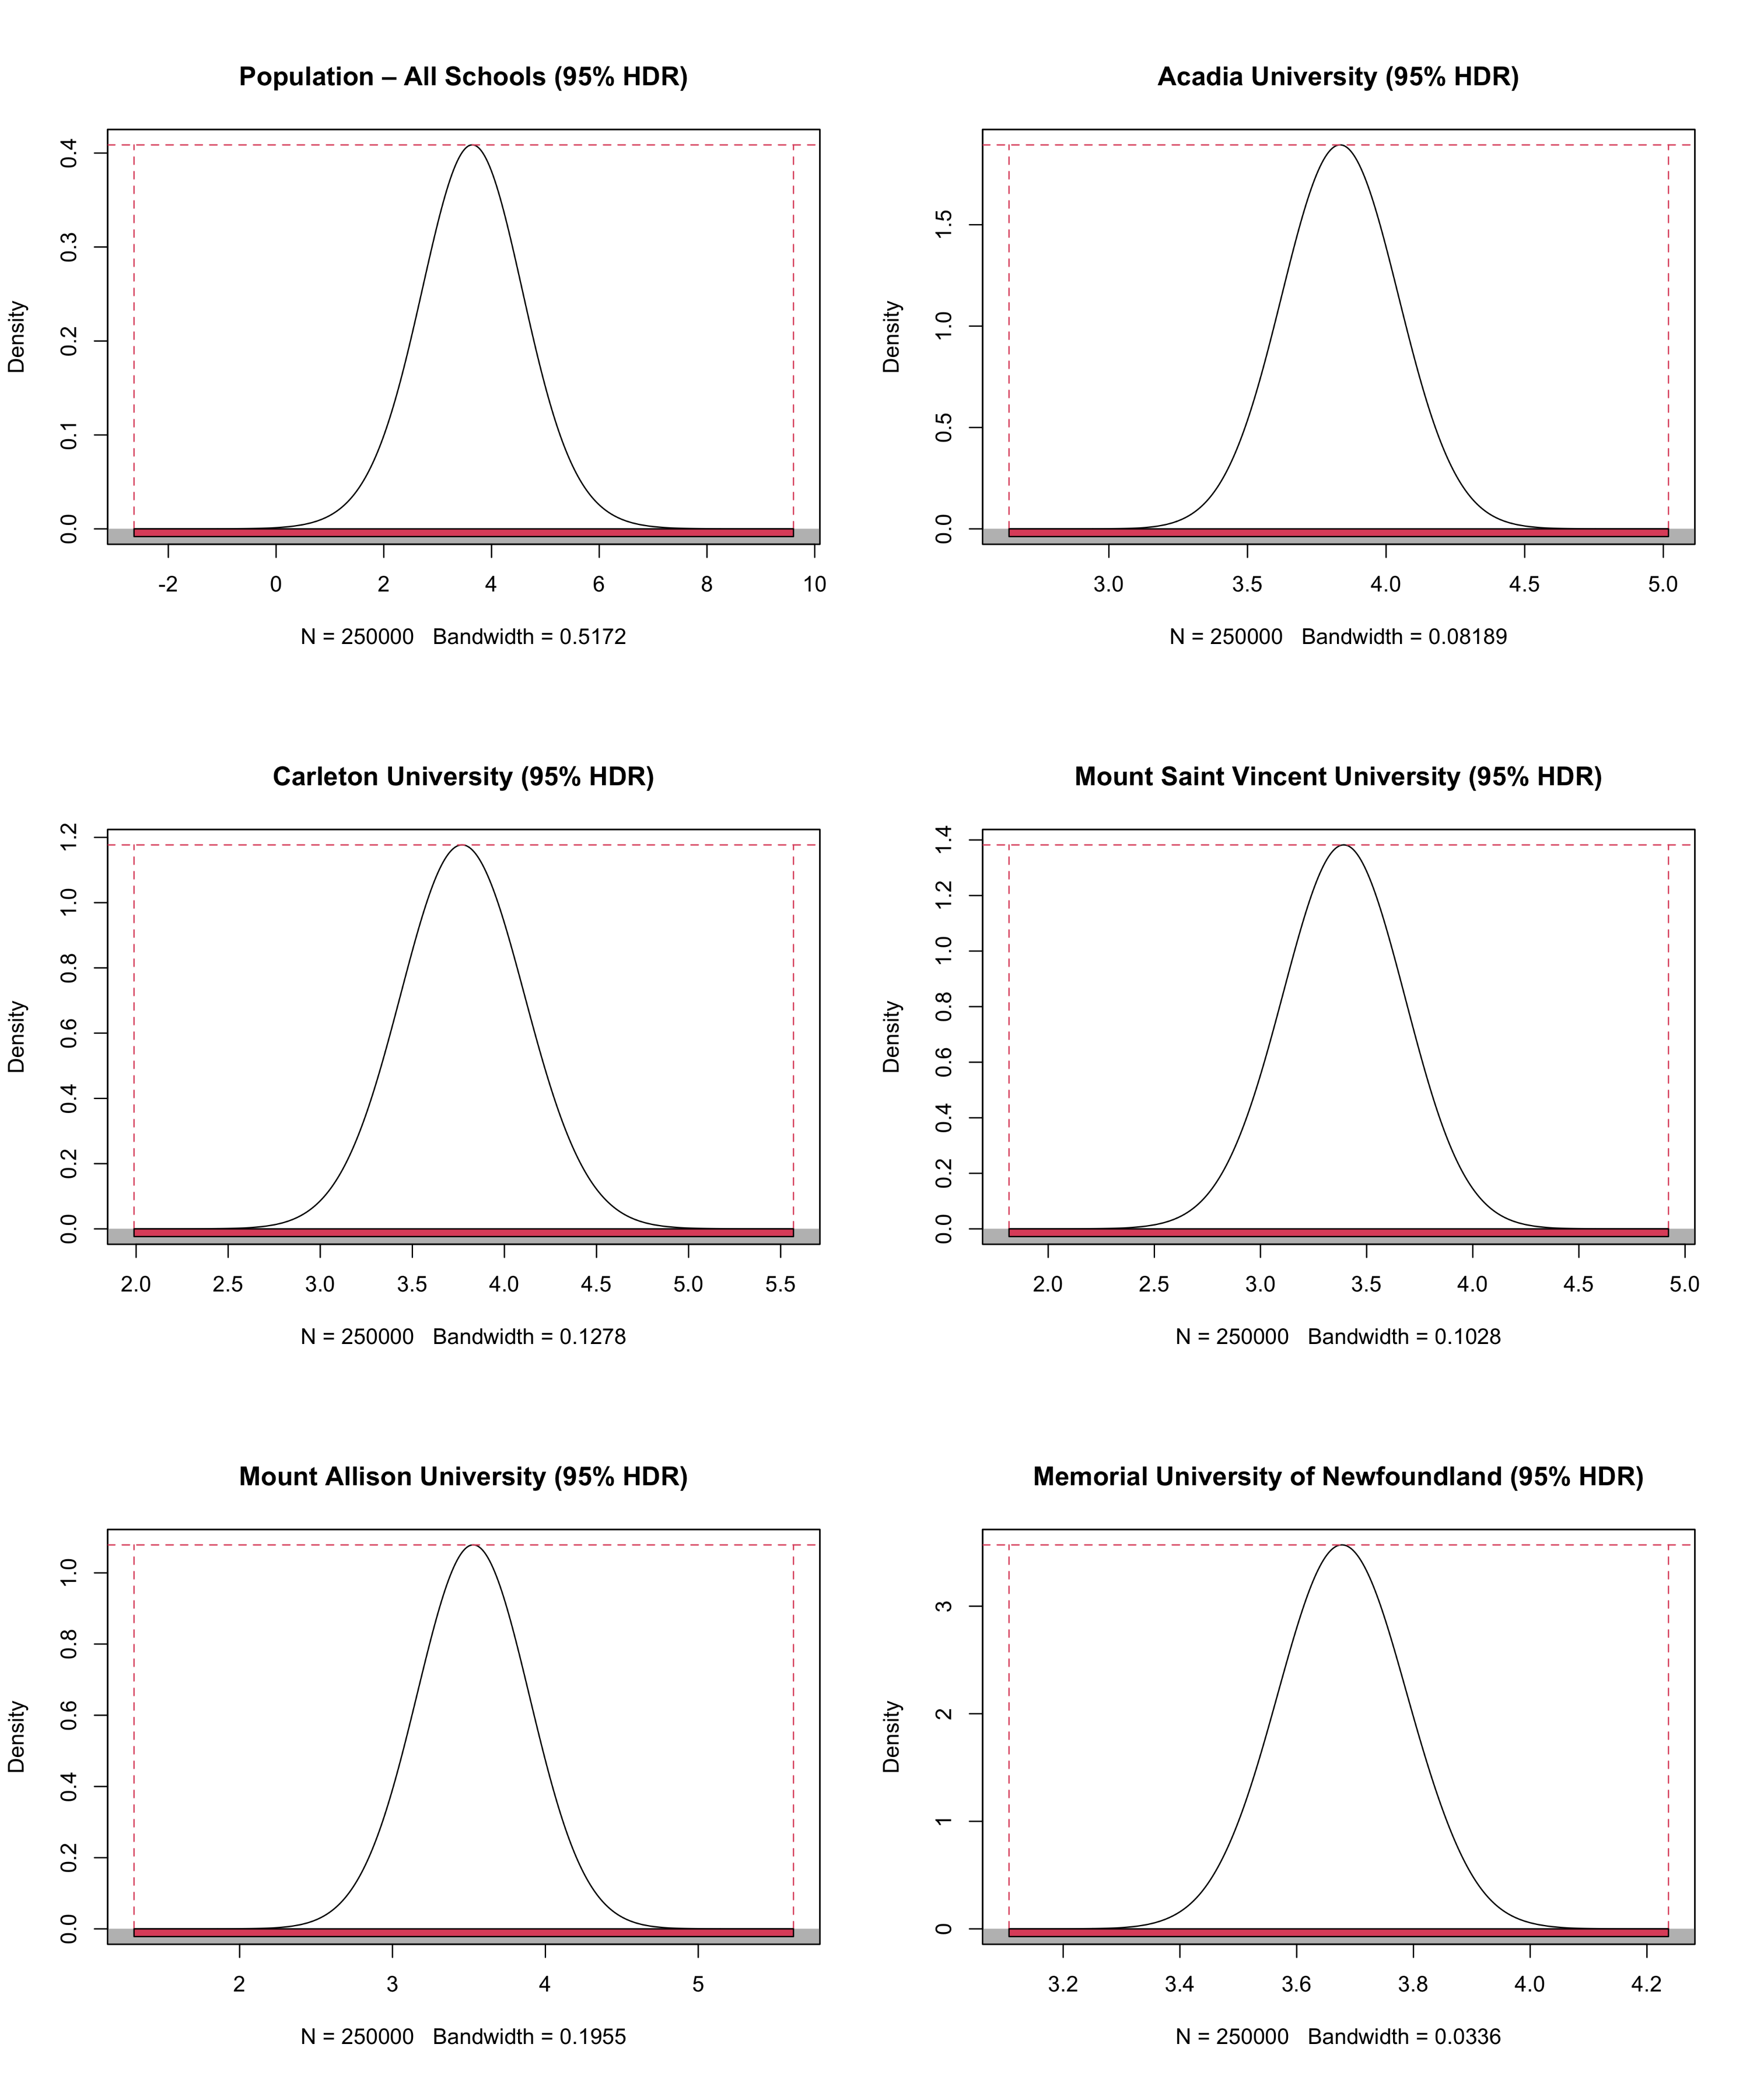 Population – All Schools (95% HDR)
Density
0.0 0.1 0.2 0.3 0.4
-2 0 2 4 6 8 10
N = 250000 Bandwidth = 0.5172
Acadia University (95% HDR)
Density
0.0 0.5 1.0 1.5
3.0 3.5 4.0 4.5 5.0
N = 250000 Bandwidth = 0.08189
Carleton University (95% HDR)
Density
0.0 0.2 0.4 0.6 0.8 1.0 1.2
2.0 2.5 3.0 3.5 4.0 4.5 5.0 5.5
N = 250000 Bandwidth = 0.1278
Mount Saint Vincent University (95% HDR)
Density
0.0 0.2 0.4 0.6 0.8 1.0 1.2 1.4
2.0 2.5 3.0 3.5 4.0 4.5 5.0
N = 250000 Bandwidth = 0.1028
Mount Allison University (95% HDR)
Density
0.0 0.2 0.4 0.6 0.8 1.0
2 3 4 5
N = 250000 Bandwidth = 0.1955
Memorial University of Newfoundland (95% HDR)
Density
0 1 2 3
3.2 3.4 3.6 3.8 4.0 4.2
N = 250000 Bandwidth = 0.0336